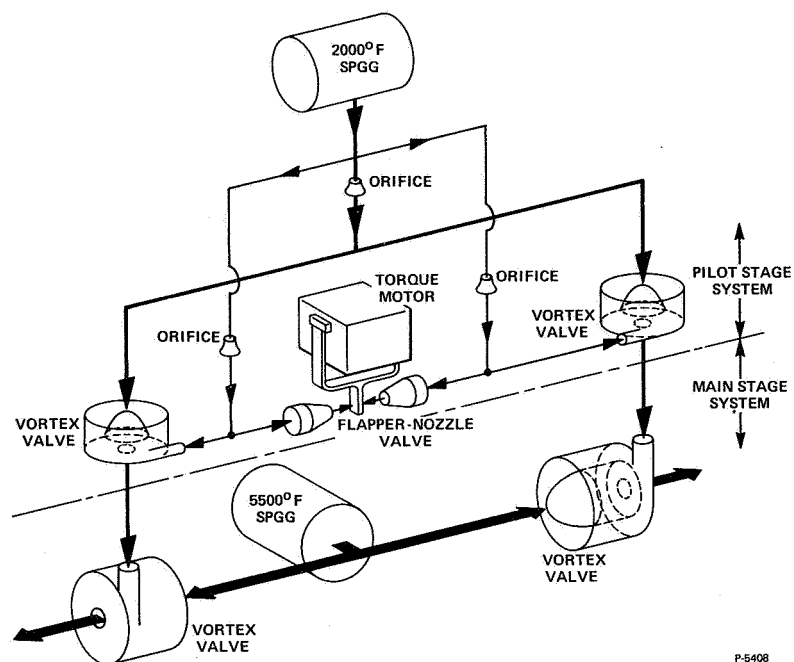 2000°F
SPGG
ORIFICE
TORQUE
MOTOR
ORIFICE
VORTEX
VALVE
PILOT STAGE
SYSTEM
ORIFICE
MAIN STAGE
SYSTEM
VORTEX
VALVE
FLAPPER-NOZZLE
VALVE
5500°F
SPGG
VORTEX
VALVE
VORTEX
VALVE
P-5408